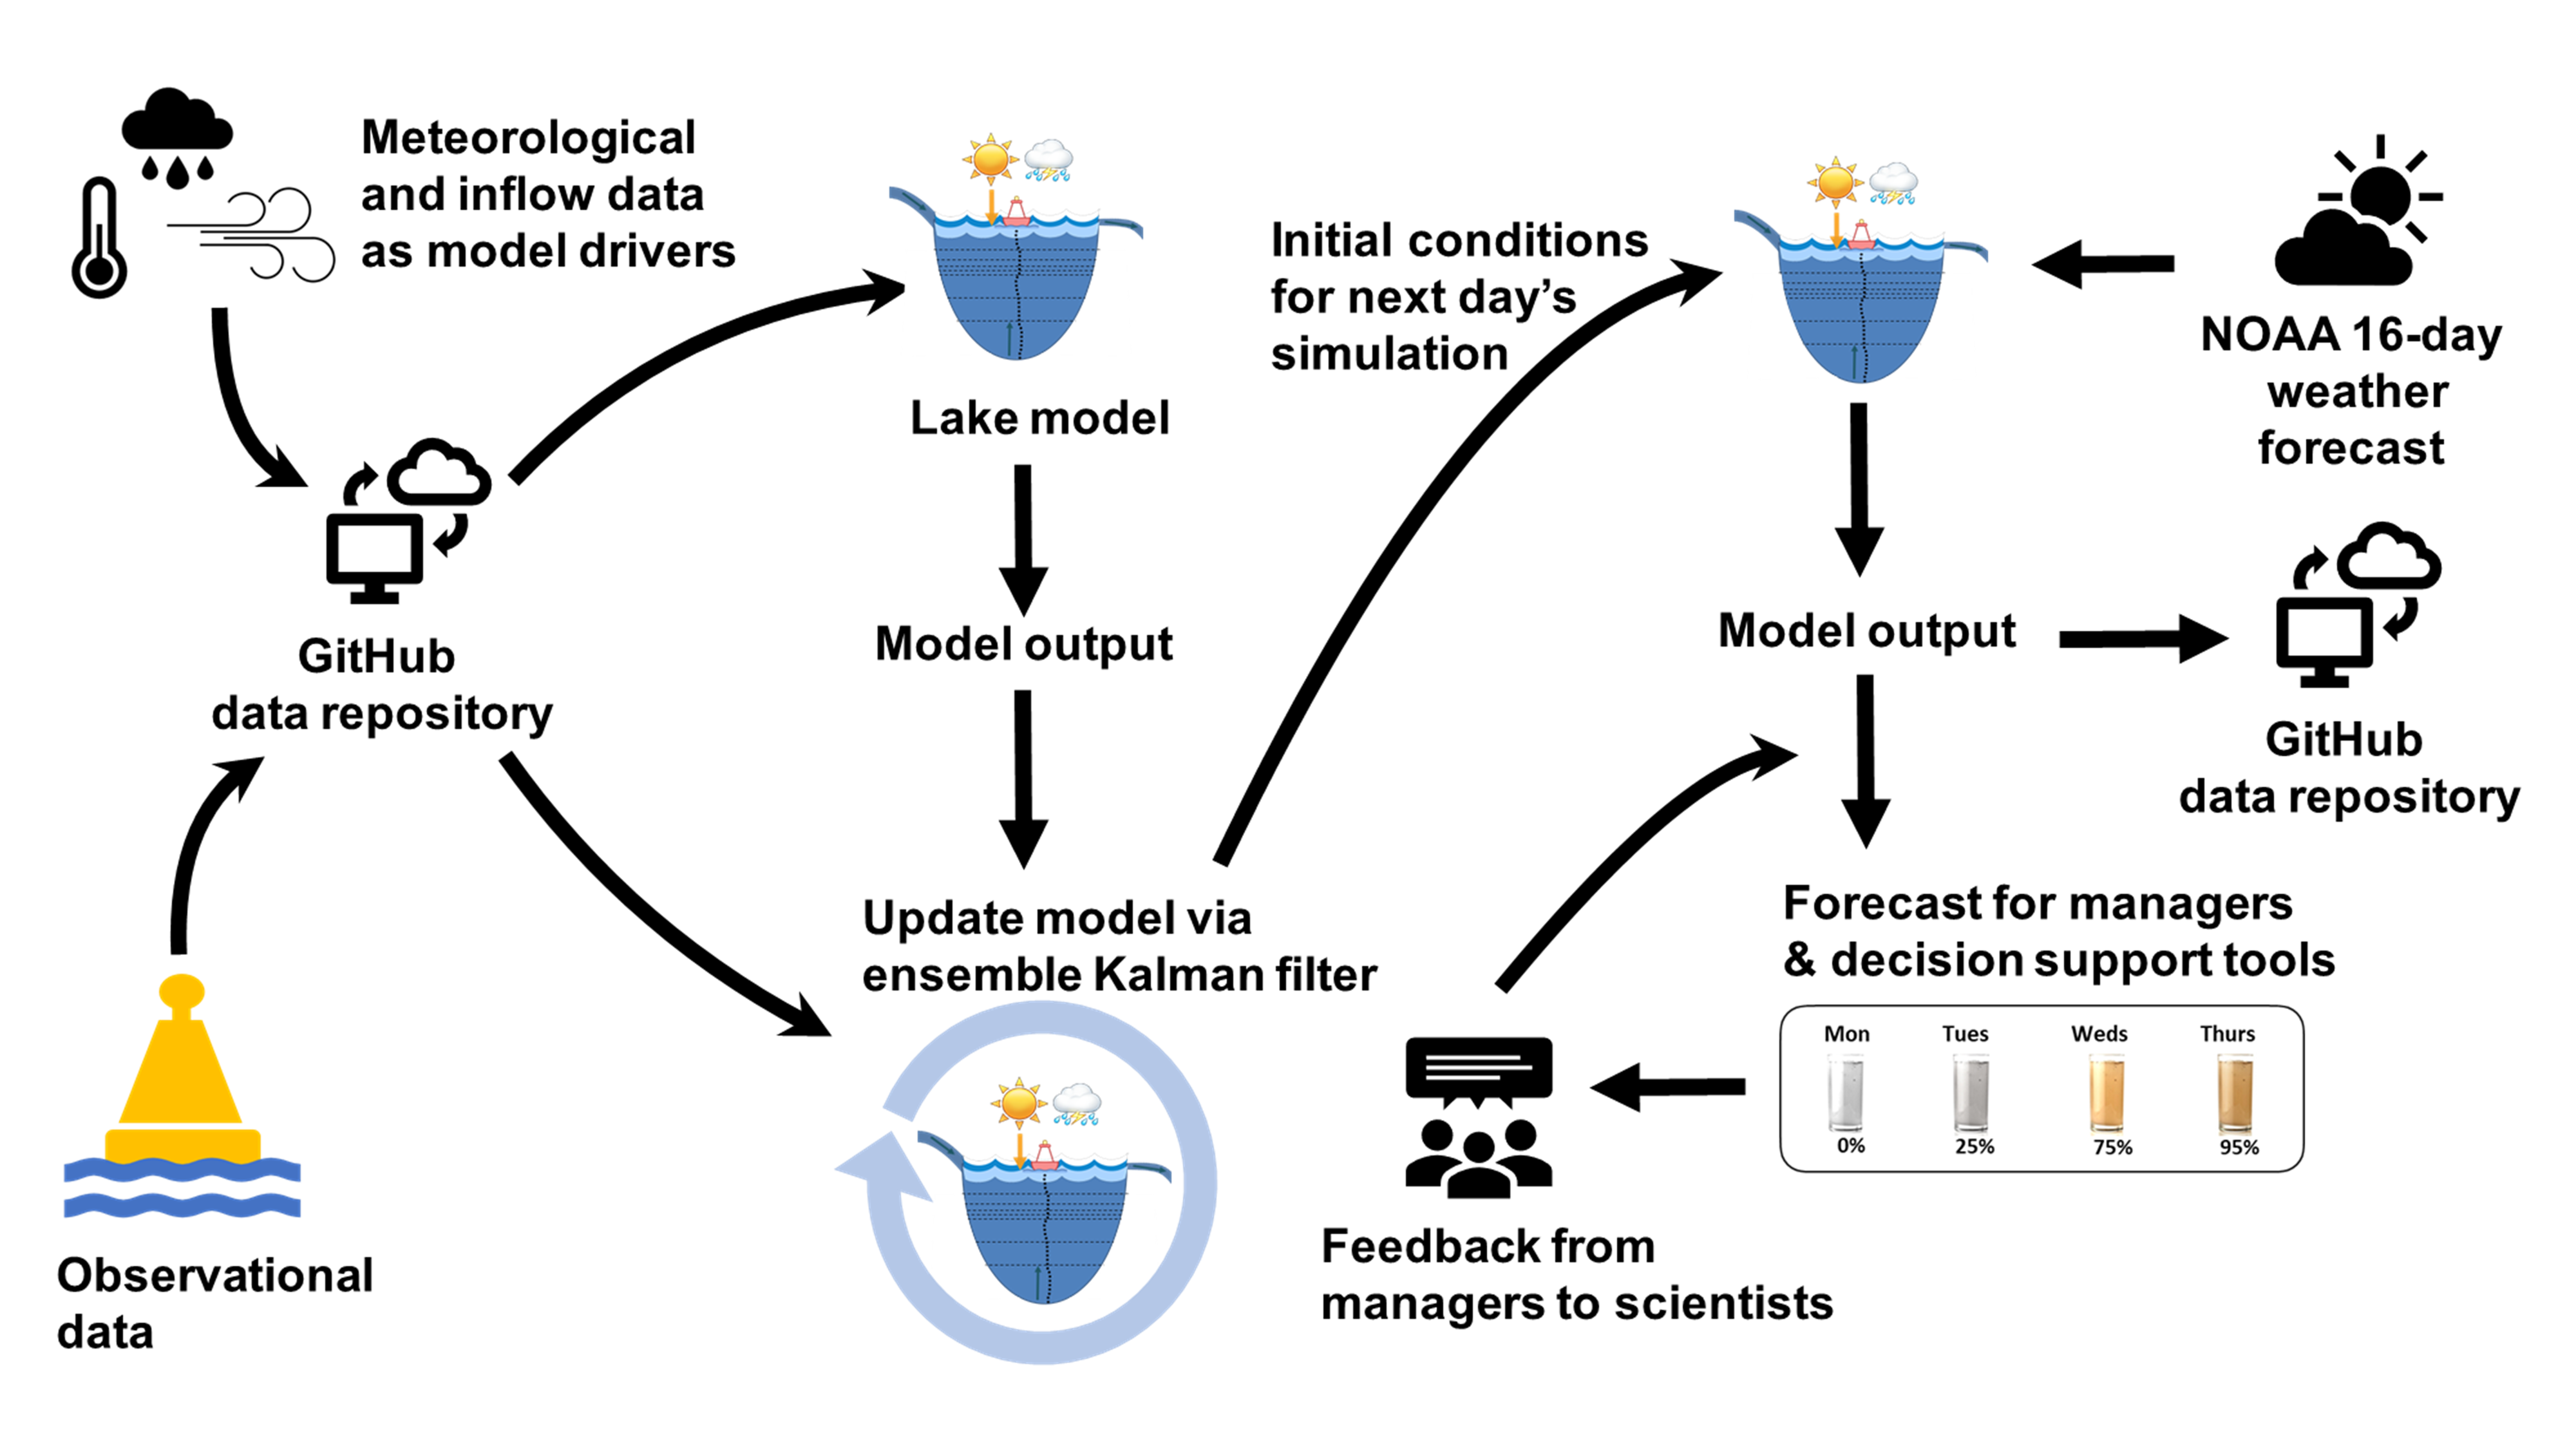 Meteorological
and inflow data
as model drivers
GitHub
data repository
Observational
data
Lake model
Model output
Update model via
ensemble Kalman filter
Initial conditions
for next day’s
simulation
NOAA 16-day
weather
forecast
Model output
GitHub
data repository
Forecast for managers
& decision support tools
Mon Tues Weds Thurs
0% 25% 75% 95%
Feedback from
managers to scientists